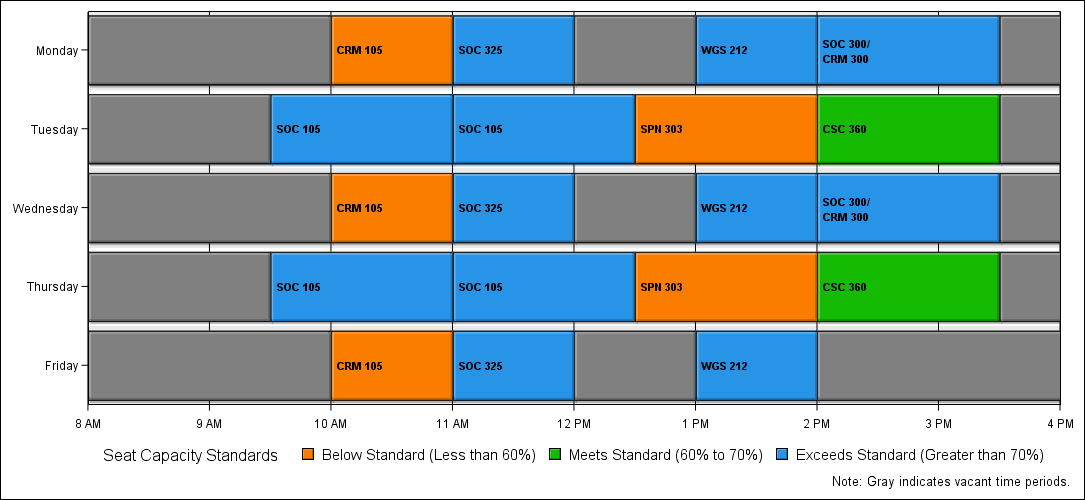 Monday
CRM 105
SOC 325
WGS 212
SOC 300/
CRM 300
Tuesday
SOC 105
SOC 105
SPN 303
CSC 360
Wednesday
CRM 105
SOC 325
WGS 212
SOC 300/
CRM 300
Thursday
SOC 105
SOC 105
SPN 303
CSC 360
Friday
CRM 105
SOC 325
WGS 212
8 AM 9 AM 10 AM 11 AM 12 PM 1 PM 2 PM 3 PM 4 PM
Seat Capacity Standards Below Standard (Less than 60%) Meets Standard (60% to 70%) Exceeds Standard (Greater than 70%)
Note: Gray indicates vacant time periods.